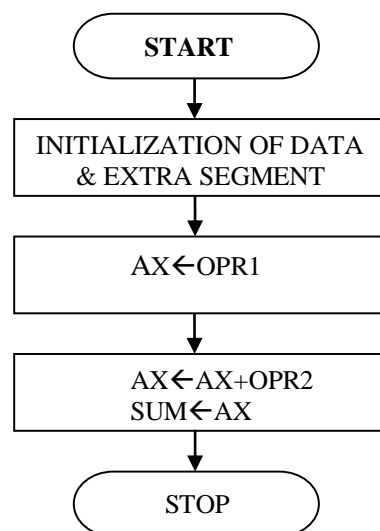 START
INITIALIZATION OF DATA
& EXTRA SEGMENT
AX←OPR1
AX←AX+OPR2
SUM←AX
STOP